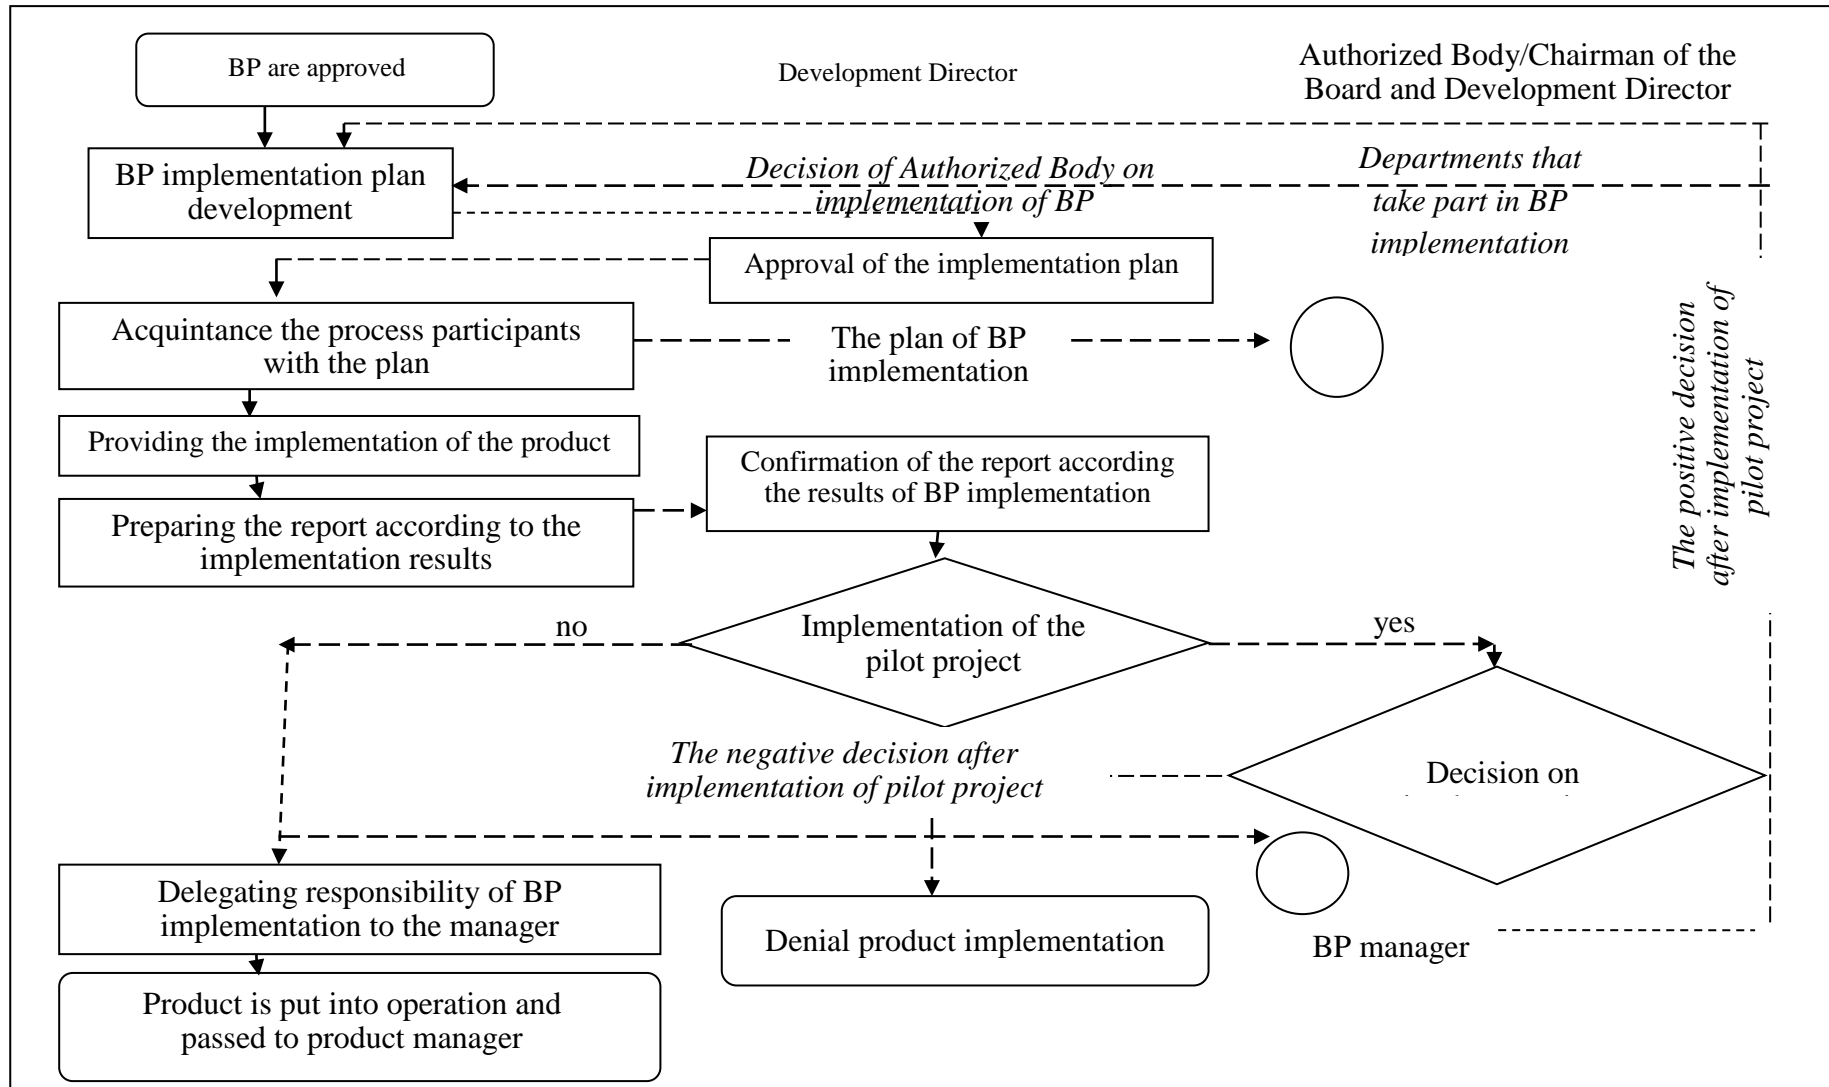 BP are approved
Development Director
Authorized Body/Chairman of the
Board and Development Director
BP implementation plan
development
Decision of Authorized Body on
implementation of BP
Departments that
take part in BP
implementation
Approval of the implementation plan
Acquintance the process participants
with the plan
The plan of BP
implementation
The positive decision
after implementation of
pilot project
Providing the implementation of the product
Confirmation of the report according
the results of BP implementation
Preparing the report according to the
implementation results
no
Implementation of the
pilot project
yes
The negative decision after
implementation of pilot project
Decision on
Delegating responsibility of BP
implementation to the manager
Denial product implementation
BP manager
Product is put into operation and
passed to product manager